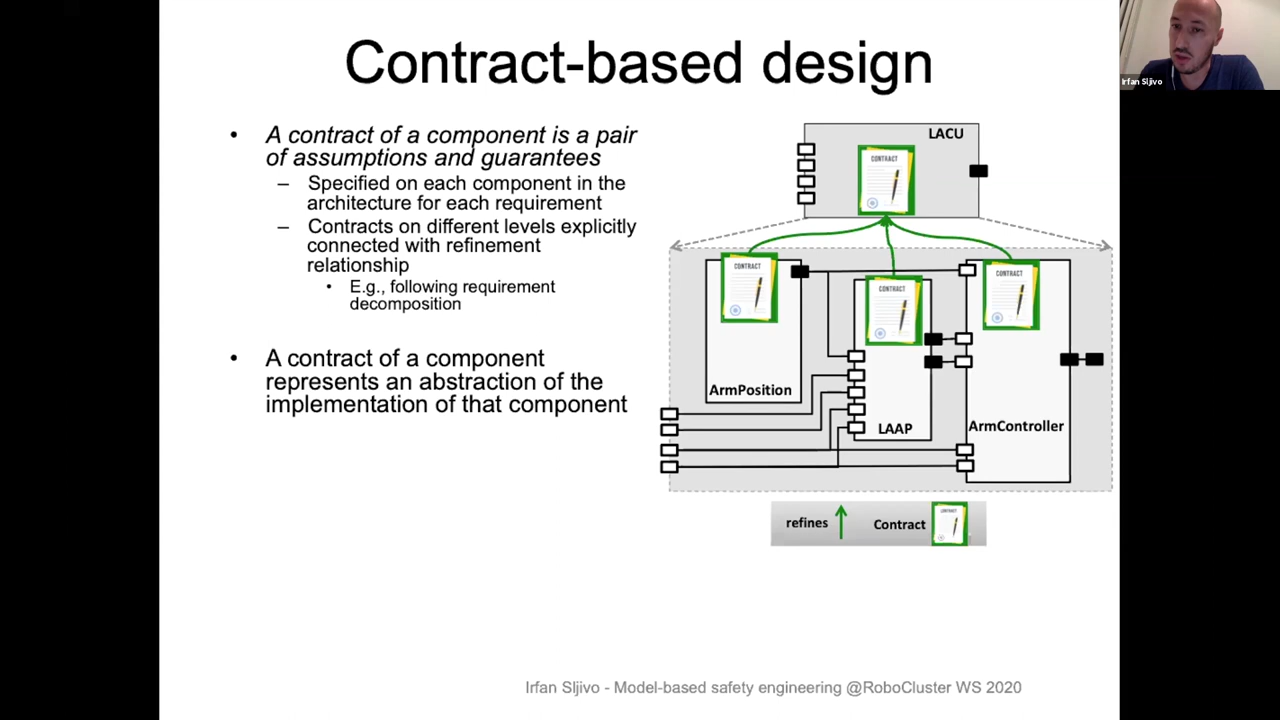 Contract-based design
• A contract of a component is a pair
of assumptions and guarantees
– Specified on each component in the
architecture for each requirement
– Contracts on different levels explicitly
connected with refinement
relationship
• E.g., following requirement
decomposition
• A contract of a component
represents an abstraction of the
implementation of that component
LACU
CONTRACT
CONTRACT
CONTRACT
CONTRACT
ArmPosition
LAAP
ArmController
refines
Contract
CONTRACT
Irfan Sljivo - Model-based safety engineering @RoboCluster WS 2020
Irfan Sljivo